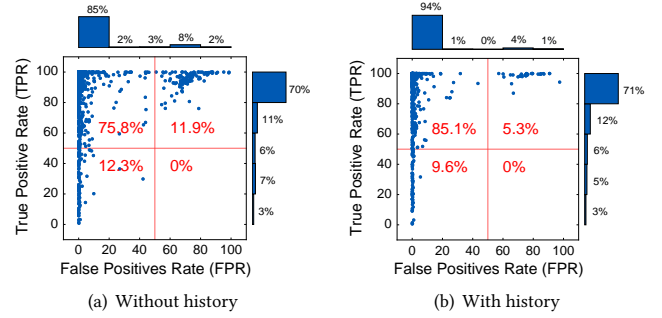 85%
2% 3% 8% 2%
True Positive Rate (TPR)
100
80
60
40
20
0
75.8% 11.9%
12.3% 0%
70%
11%
6%
7%
3%
0 20 40 60 80 100
False Positives Rate (FPR)
(a) Without history
94%
1% 0% 4% 1%
True Positive Rate (TPR)
100
80
60
40
20
0
85.1% 5.3%
9.6% 0%
71%
12%
6%
5%
3%
0 20 40 60 80 100
False Positives Rate (FPR)
(b) With history